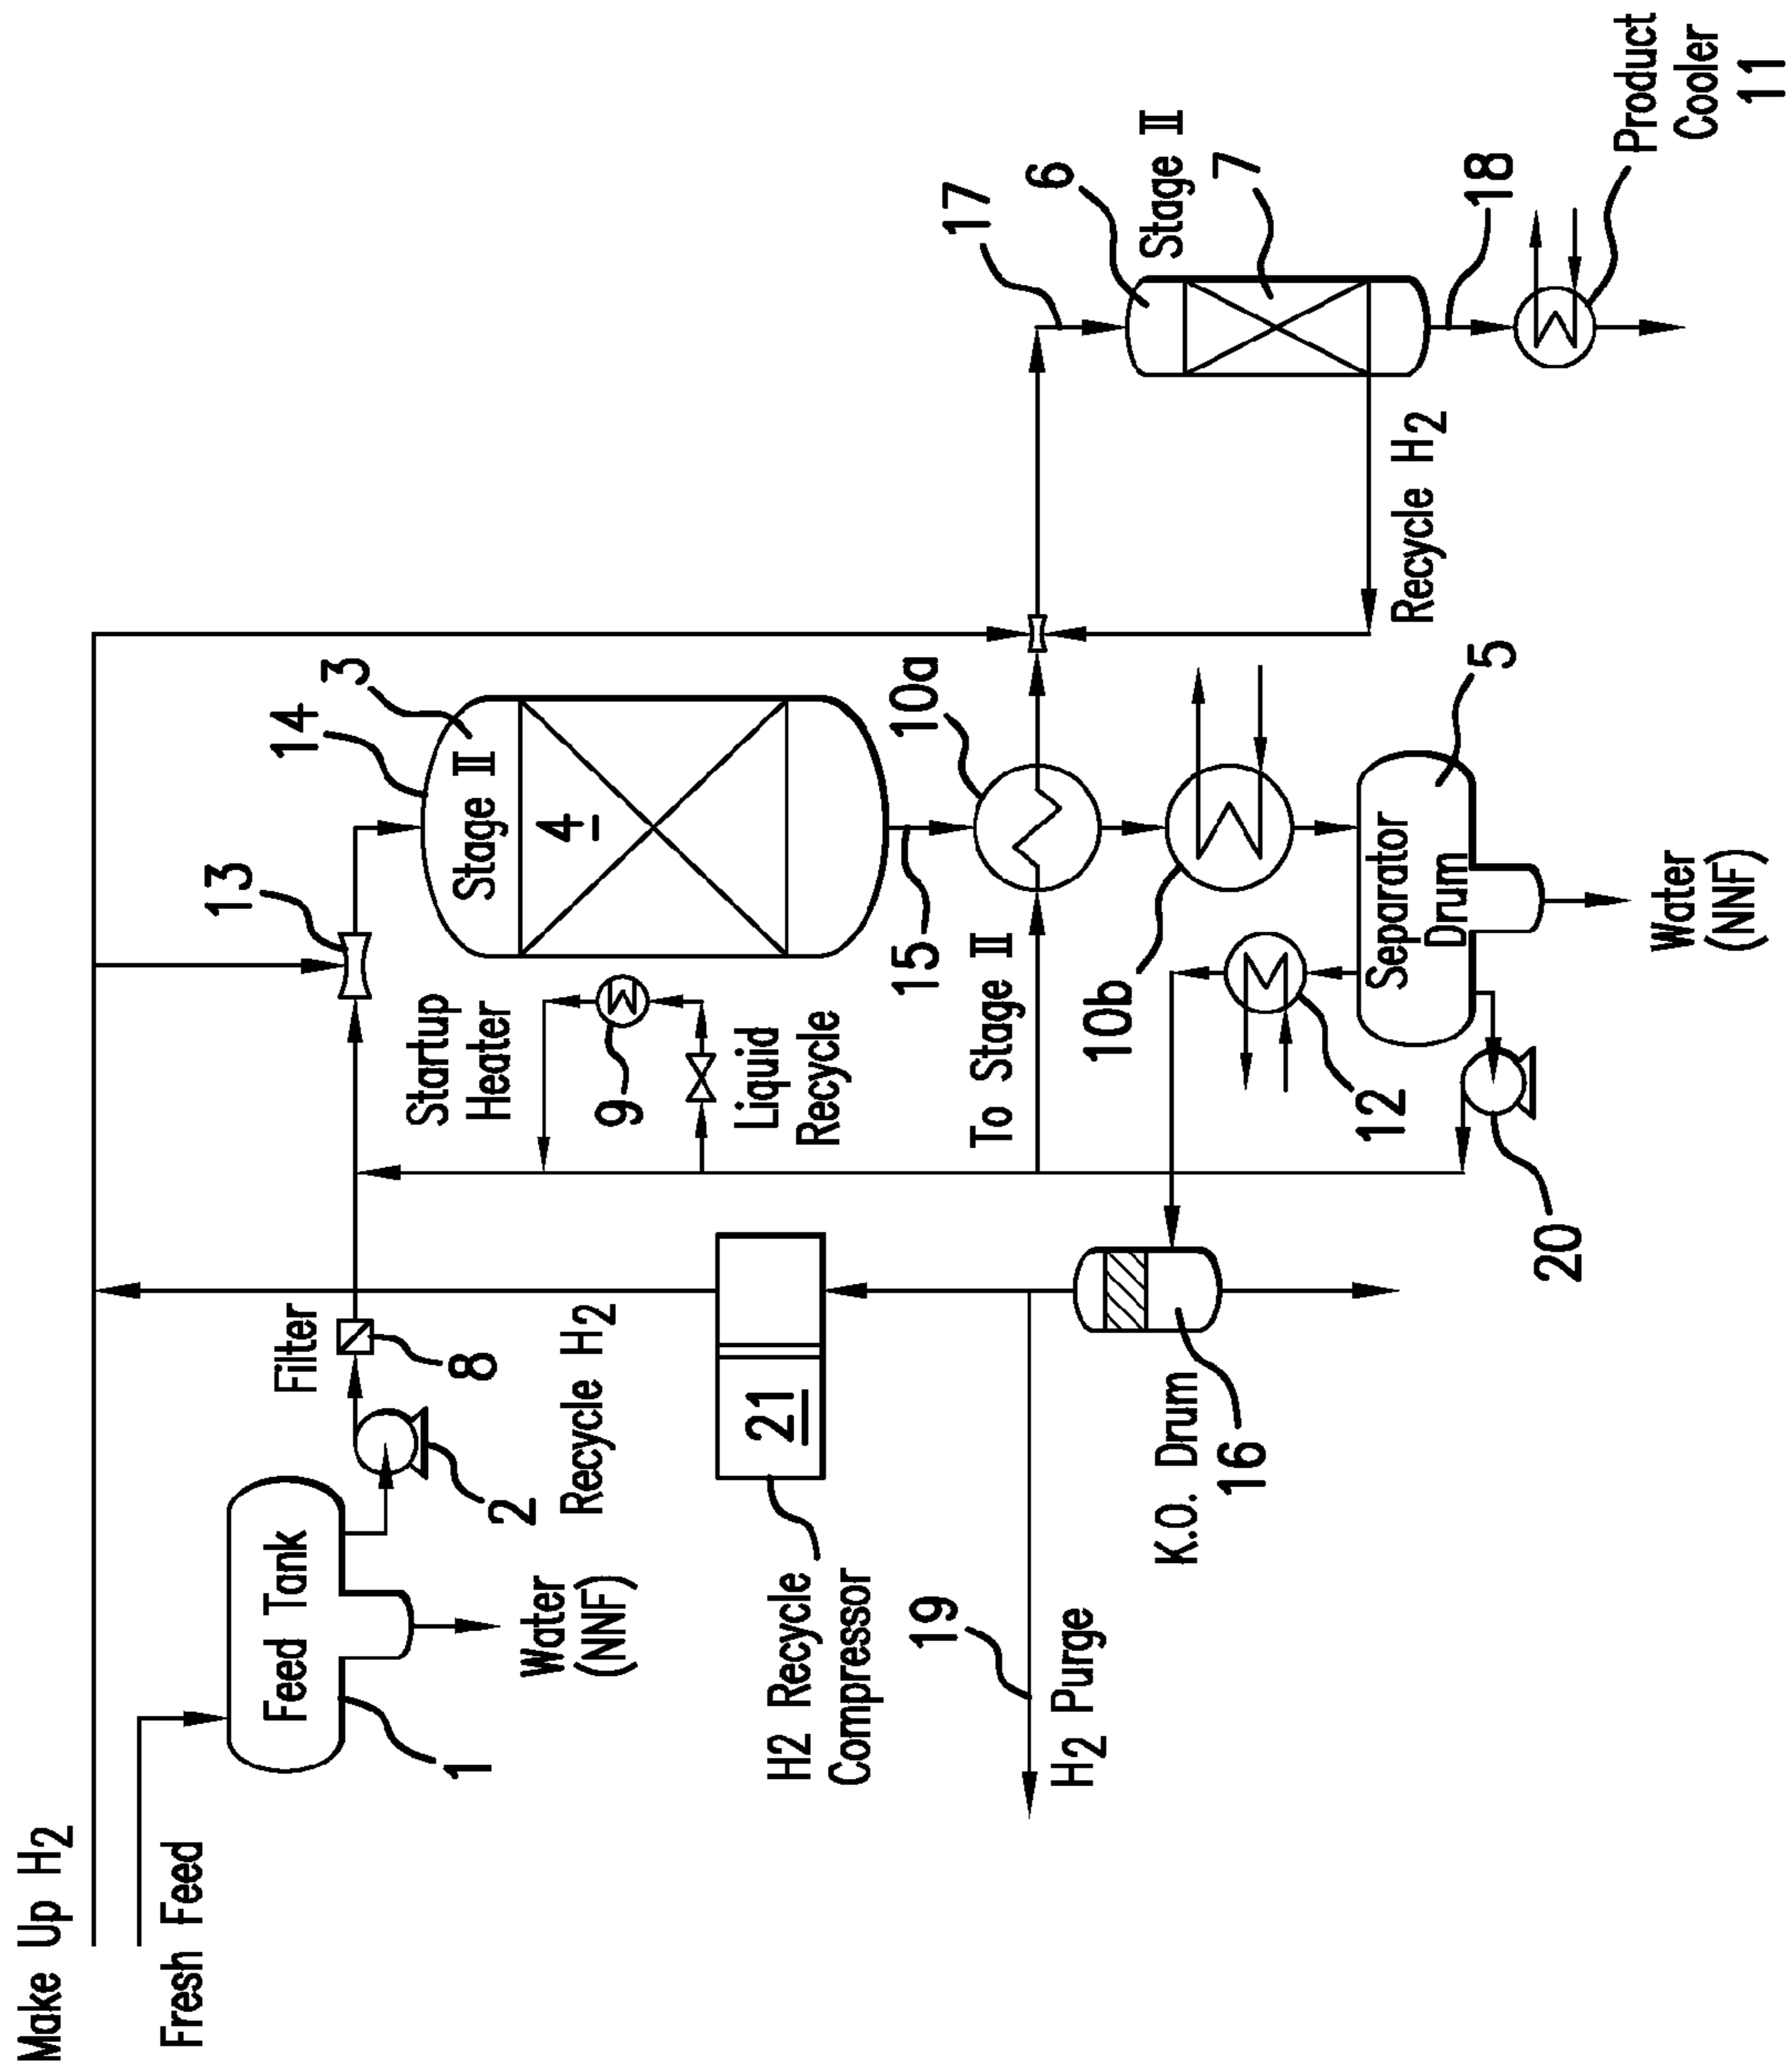 Make Up H₂
Fresh Feed
Feed Tank
1
Water
(NNF)
2
Filter
8
Recycle H₂
13
14
3
Stage II
4
Startup
Heater
9
Liquid
Recycle
H2 Recycle
Compressor
21
19
H₂ Purge
K.O. Drum
16
15
To Stage II
10a
10b
12
Separator
Drum
5
20
Water
(NNF)
17
6
Stage II
7
Recycle H₂
18
Product
Cooler
11